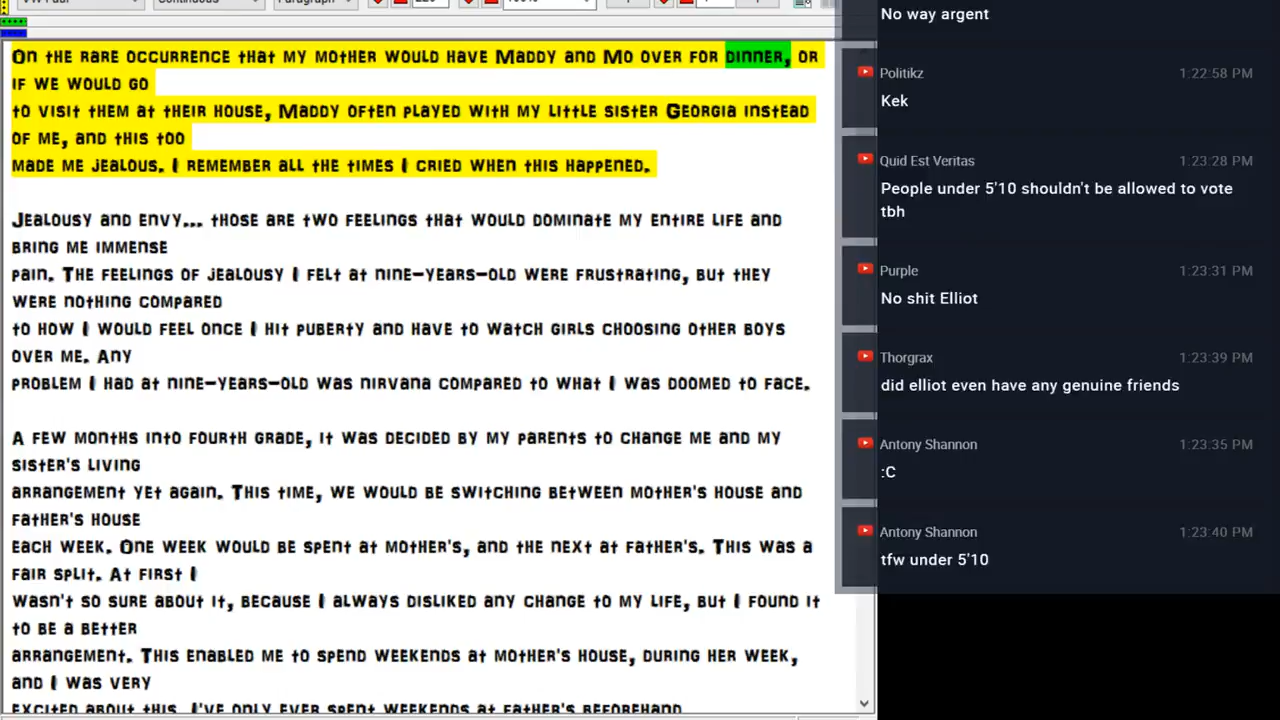 On the rare occurrence that my mother would have Maddy and Mo over for dinner, or
if we would go
to visit them at their house, Maddy often played with my little sister Georgia instead
of me, and this too
made me jealous. I remember all the times I cried when this happened.
Jealousy and envy... those are two feelings that would dominate my entire life and
bring me immense
pain. The feelings of jealousy I felt at nine-years-old were frustrating, but they
were nothing compared
to how I would feel once I hit puberty and have to watch girls choosing other boys
over me. Any
problem I had at nine-years-old was nirvana compared to what I was doomed to face.
A few months into fourth grade, it was decided by my parents to change me and my
sister's living
arrangement yet again. This time, we would be switching between mother's house and
father's house
each week. One week would be spent at mother's, and the next at father's. This was a
fair split. At first I
wasn't so sure about it, because I always disliked any change to my life, but I found it
to be a better
arrangement. This enabled me to spend weekends at mother's house, during her week,
and I was very
excited about this. I've only ever spent weekends at father's beforehand
No way argent
Politikz 1:22:58 PM
Kek
Quid Est Veritas 1:23:28 PM
People under 5'10 shouldn't be allowed to vote
tbh
Purple 1:23:31 PM
No shit Elliot
Thorgrax 1:23:39 PM
did elliot even have any genuine friends
Antony Shannon 1:23:35 PM
:C
Antony Shannon 1:23:40 PM
tfw under 5'10